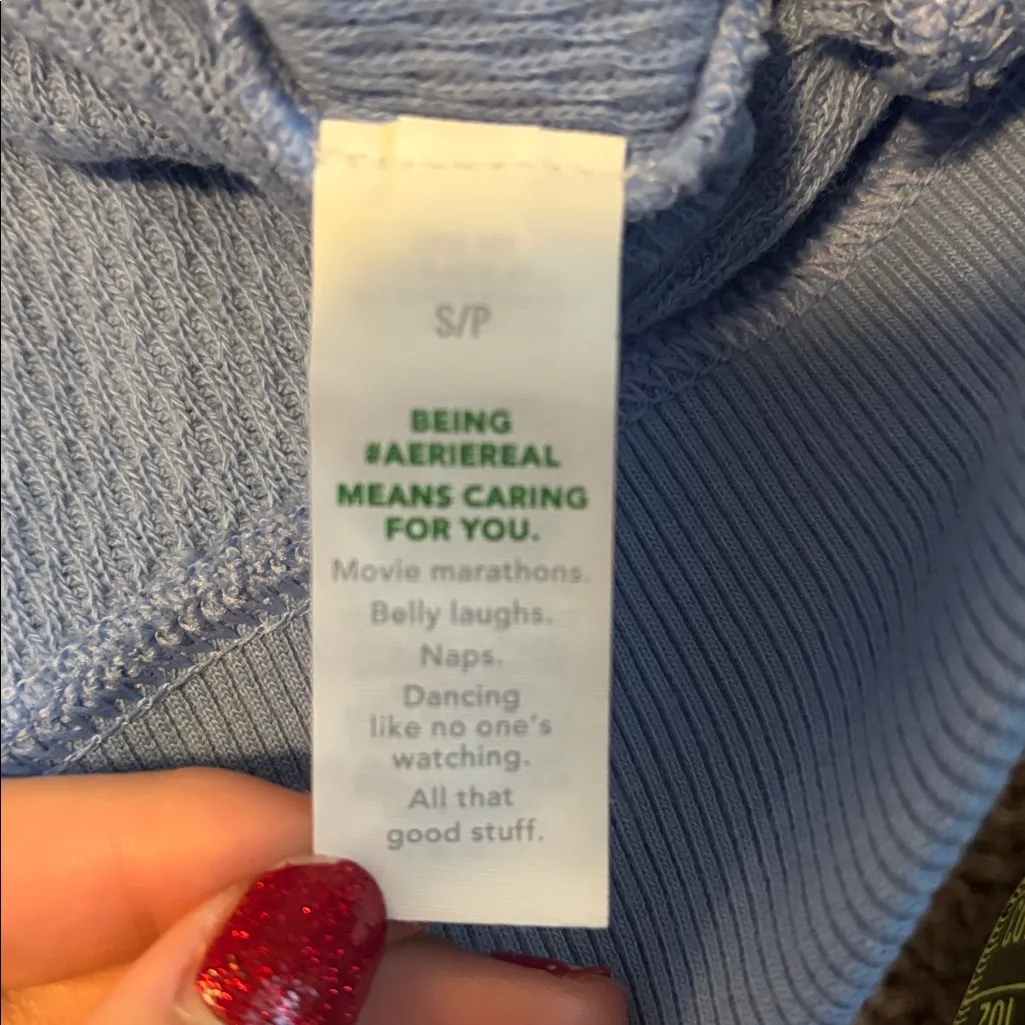 S/P
BEING
#AERIEREAL
MEANS CARING
FOR YOU.
Movie marathons.
Belly laughs.
Naps.
Dancing
like no one's
watching.
All that
good stuff.